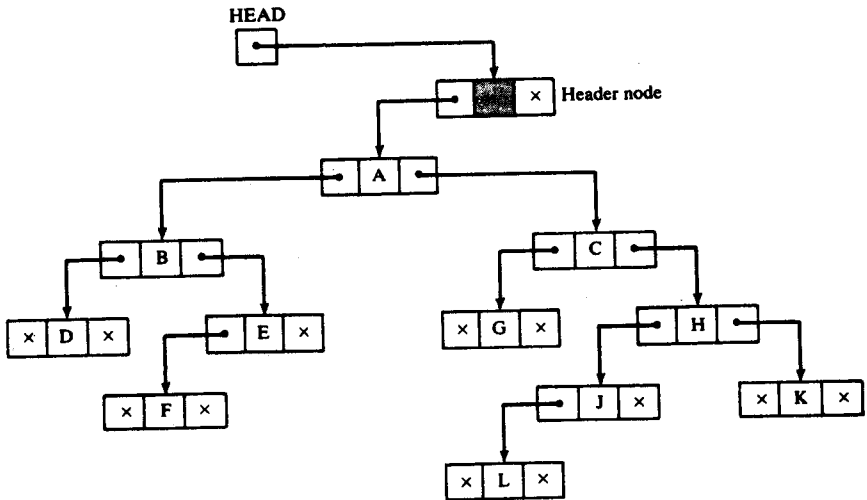 HEAD
× Header node
A
B
C
× D ×
E ×
× G ×
H
× F ×
J ×
× K ×
× L ×